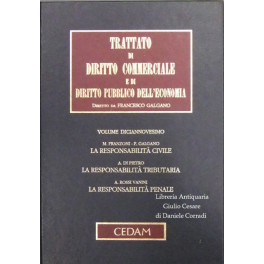 TRATTATO
DI
DIRITTO COMMERCIALE
E DI
DIRITTO PUBBLICO DELL'ECONOMIA
DIRETTO DA FRANCESCO GALGANO
VOLUME DICIANNOVESIMO
M. FRANZONI - F. GALGANO
LA RESPONSABILITÀ CIVILE
A. DI PIETRO
LA RESPONSABILITÀ TRIBUTARIA
A. ROSSI VANINI
LA RESPONSABILITÀ PENALE
Libreria Antiquaria
Giulio Cesare
di Daniele Corradi
CEDAM